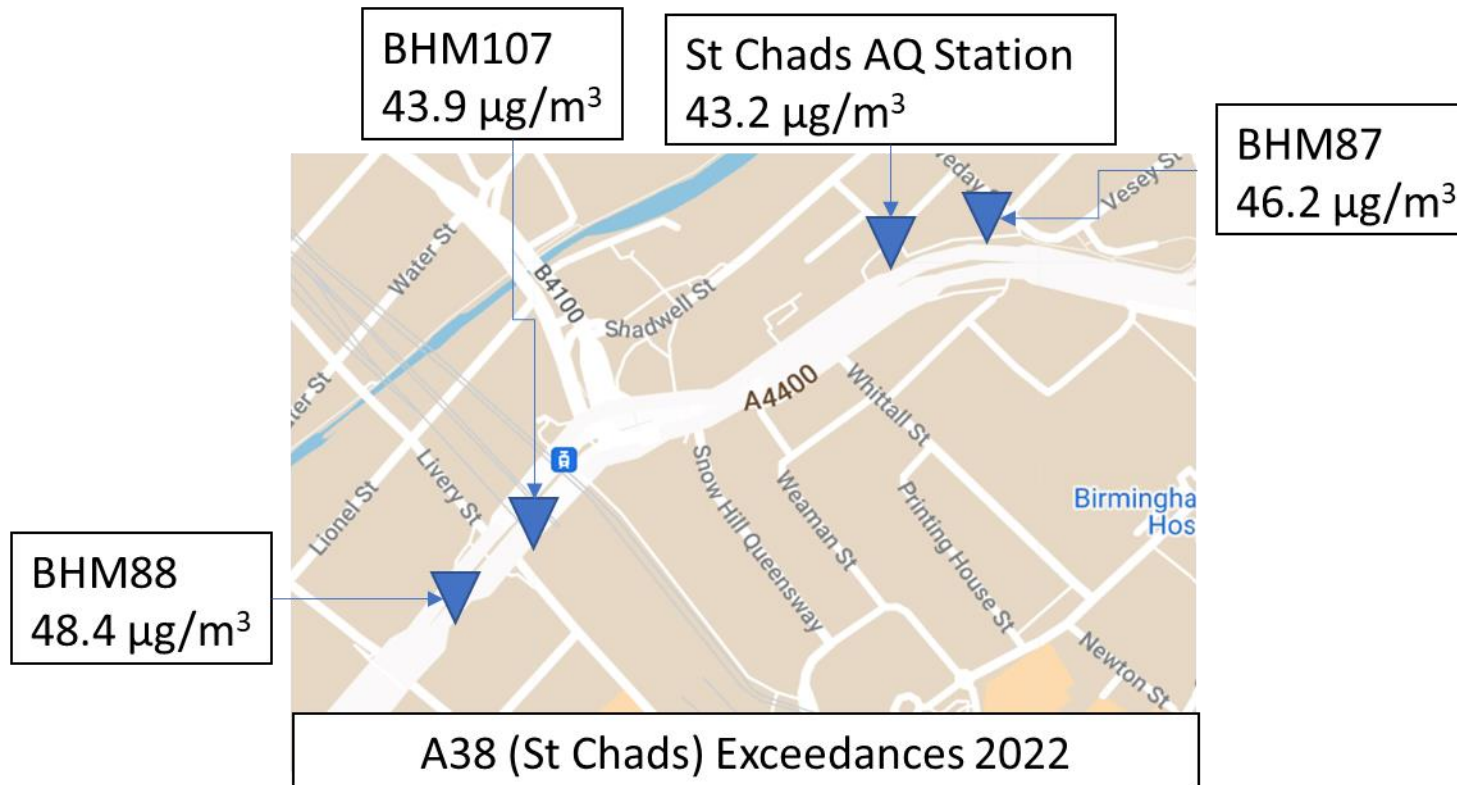 BHM107
43.9 µg/m³
St Chads AQ Station
43.2 µg/m³
BHM87
46.2 µg/m³
Vesey St
Water St
B4100
Shadwell St
A4400
Whittall St
Livery St
Lionel St
Snow Hill Queensway
Weaman St
Printing House St
Birmingha
Hos
Newton St
BHM88
48.4 µg/m³
A38 (St Chads) Exceedances 2022